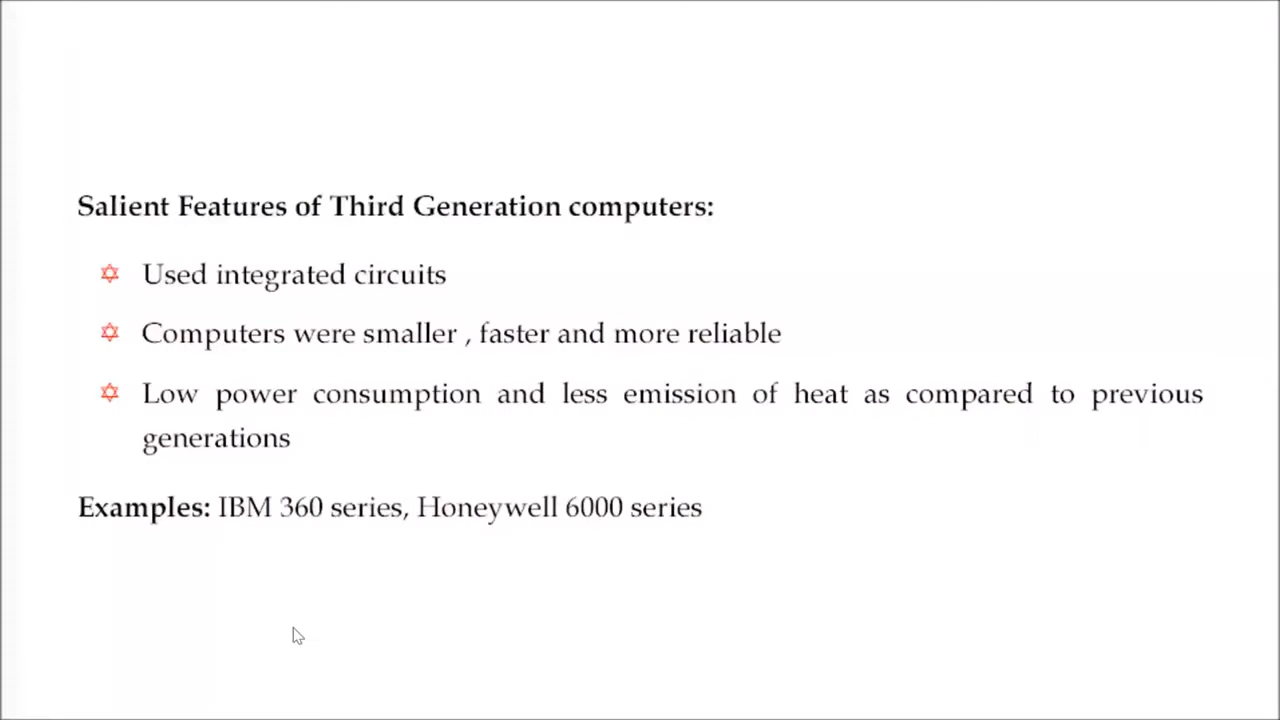 Salient Features of Third Generation computers:
Used integrated circuits
Computers were smaller , faster and more reliable
Low power consumption and less emission of heat as compared to previous
generations
Examples: IBM 360 series, Honeywell 6000 series